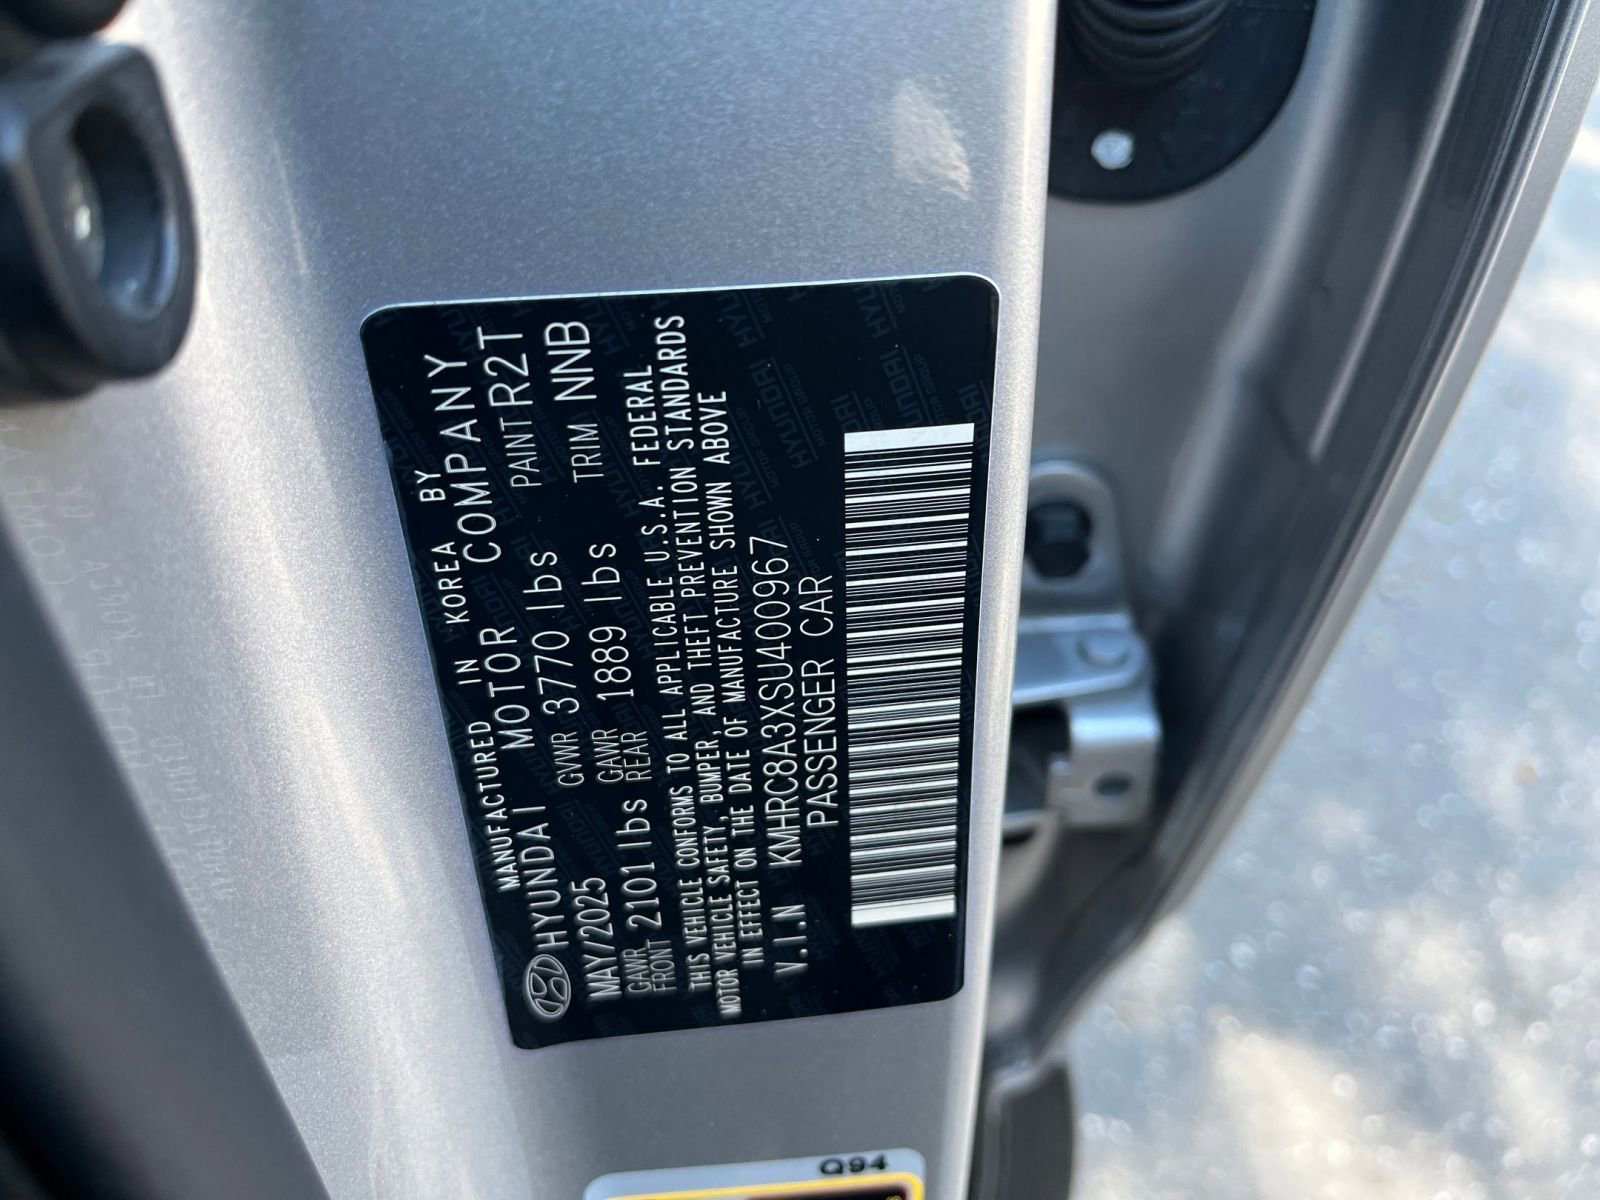 MANUFACTURED IN KOREA BY
HYUNDAI MOTOR COMPANY
MAY/2025 GVWR 3770 lbs PAINT R2T
GAWR FRONT 2101 lbs GAWR REAR 1889 lbs TRIM NNB
THIS VEHICLE CONFORMS TO ALL APPLICABLE U.S.A. FEDERAL
MOTOR VEHICLE SAFETY, BUMPER, AND THEFT PREVENTION STANDARDS
IN EFFECT ON THE DATE OF MANUFACTURE SHOWN ABOVE
V.I.N KMHRC8A3XSU400967
PASSENGER CAR
Q94